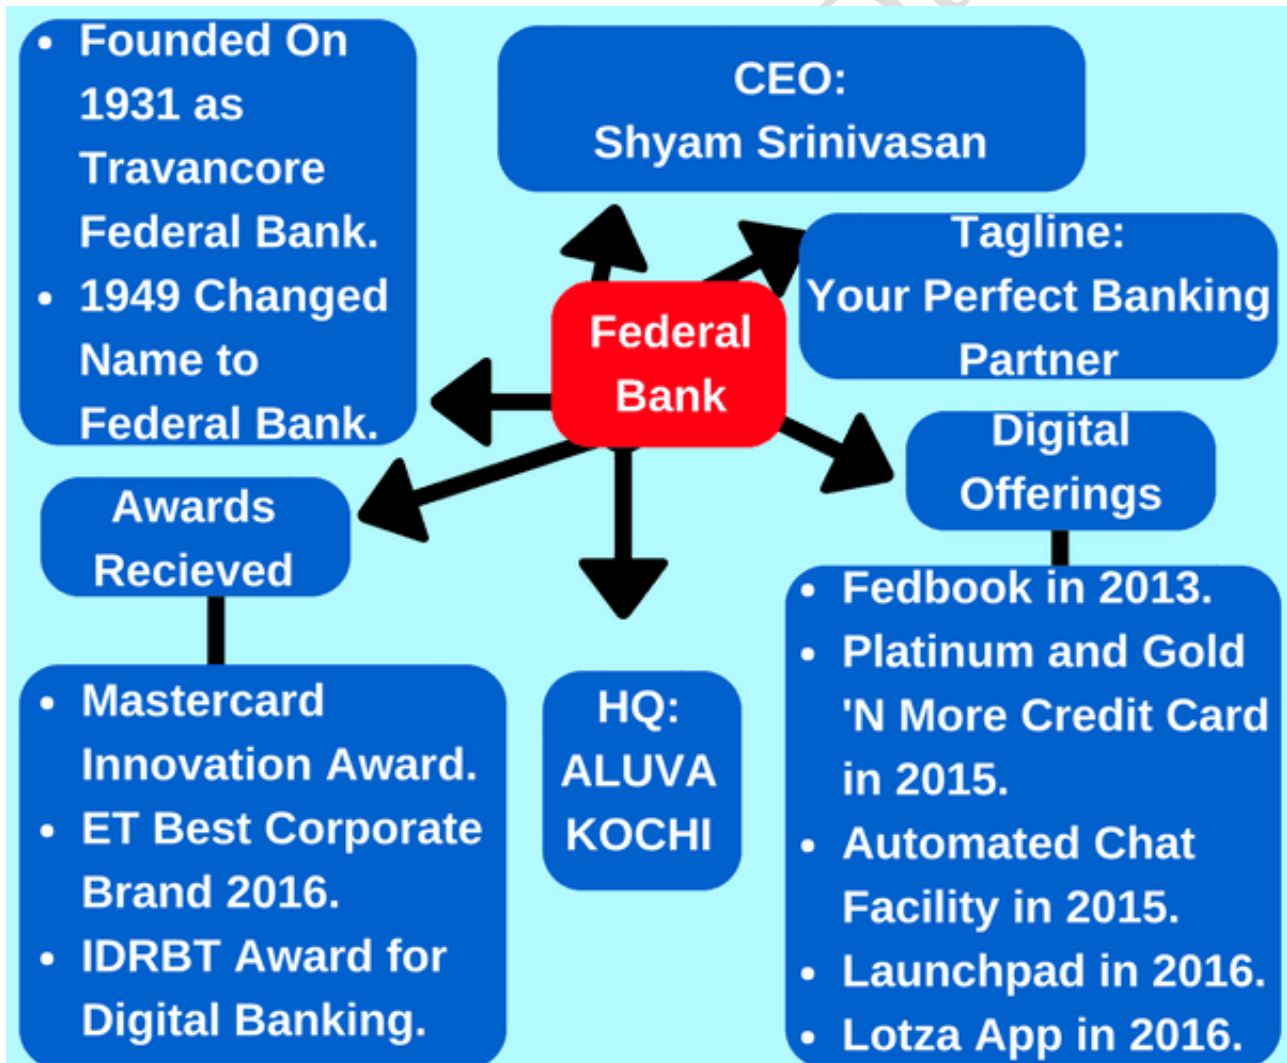 • Founded On
1931 as
Travancore
Federal Bank.
• 1949 Changed
Name to
Federal Bank.
CEO:
Shyam Srinivasan
Tagline:
Your Perfect Banking
Partner
Federal
Bank
Awards
Recieved
• Mastercard
Innovation Award.
• ET Best Corporate
Brand 2016.
• IDRBT Award for
Digital Banking.
HQ:
ALUVA
KOCHI
Digital
Offerings
• Fedbook in 2013.
• Platinum and Gold
'N More Credit Card
in 2015.
• Automated Chat
Facility in 2015.
• Launchpad in 2016.
• Lotza App in 2016.